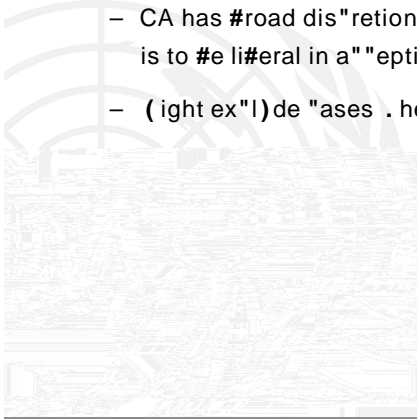 – CA has #road dis"retion
is to #e li#eral in a""epti
– ( ight ex"l)de "ases . h